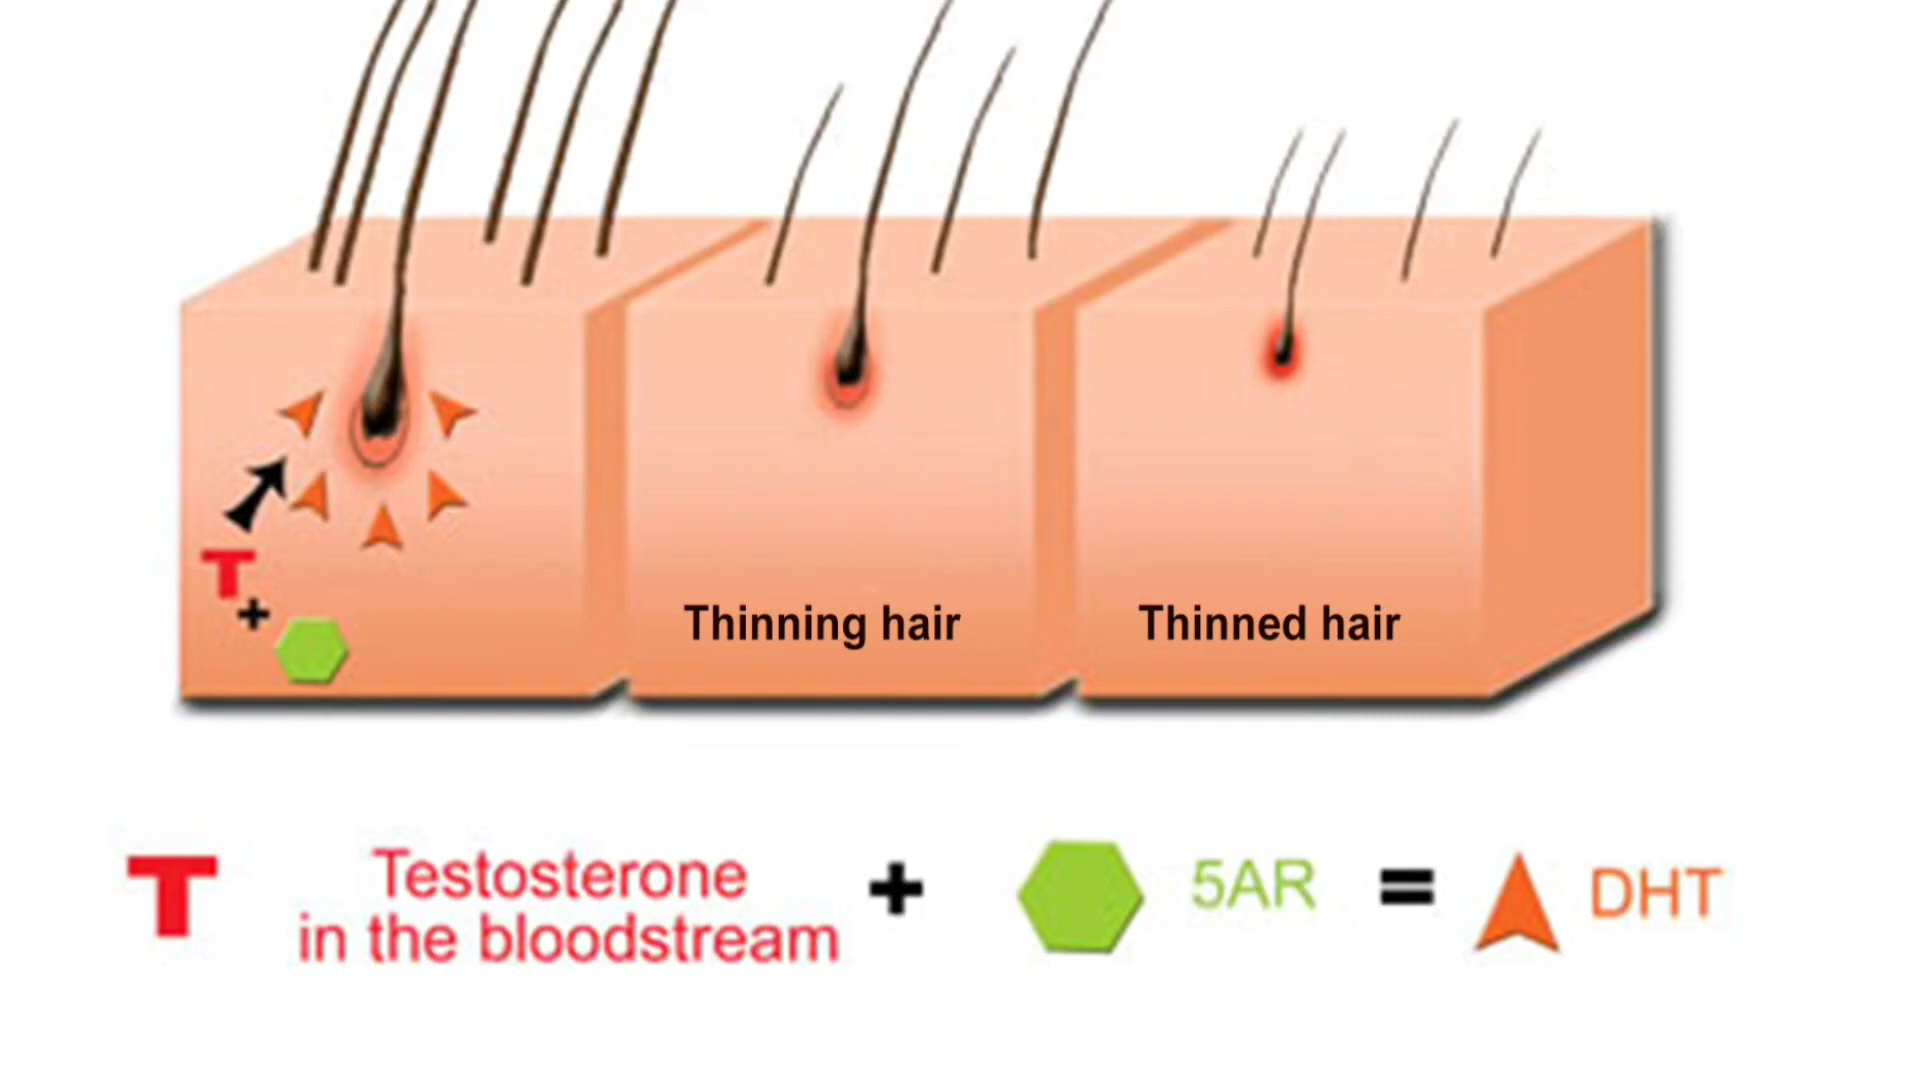 T
+
Thinning hair
Thinned hair
T Testosterone
in the bloodstream + 5AR = DHT